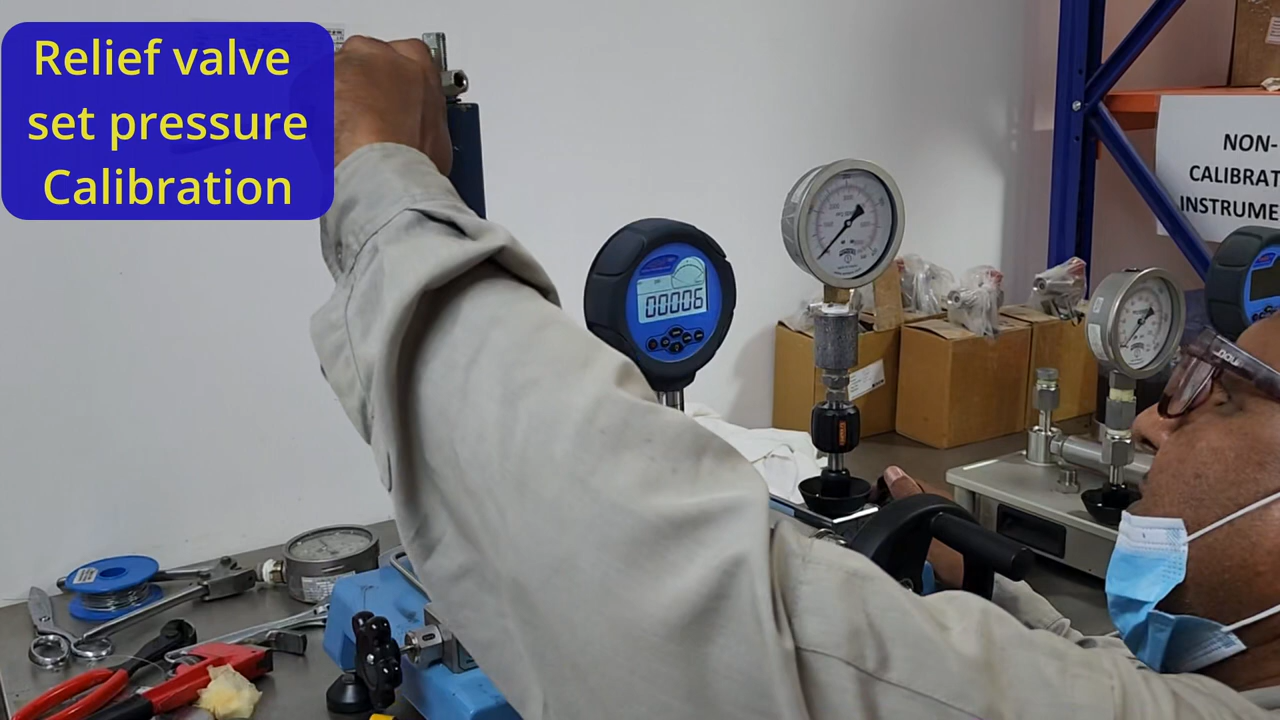 Relief valve
set pressure
Calibration
00006
NON-
CALIBRAT
INSTRUME